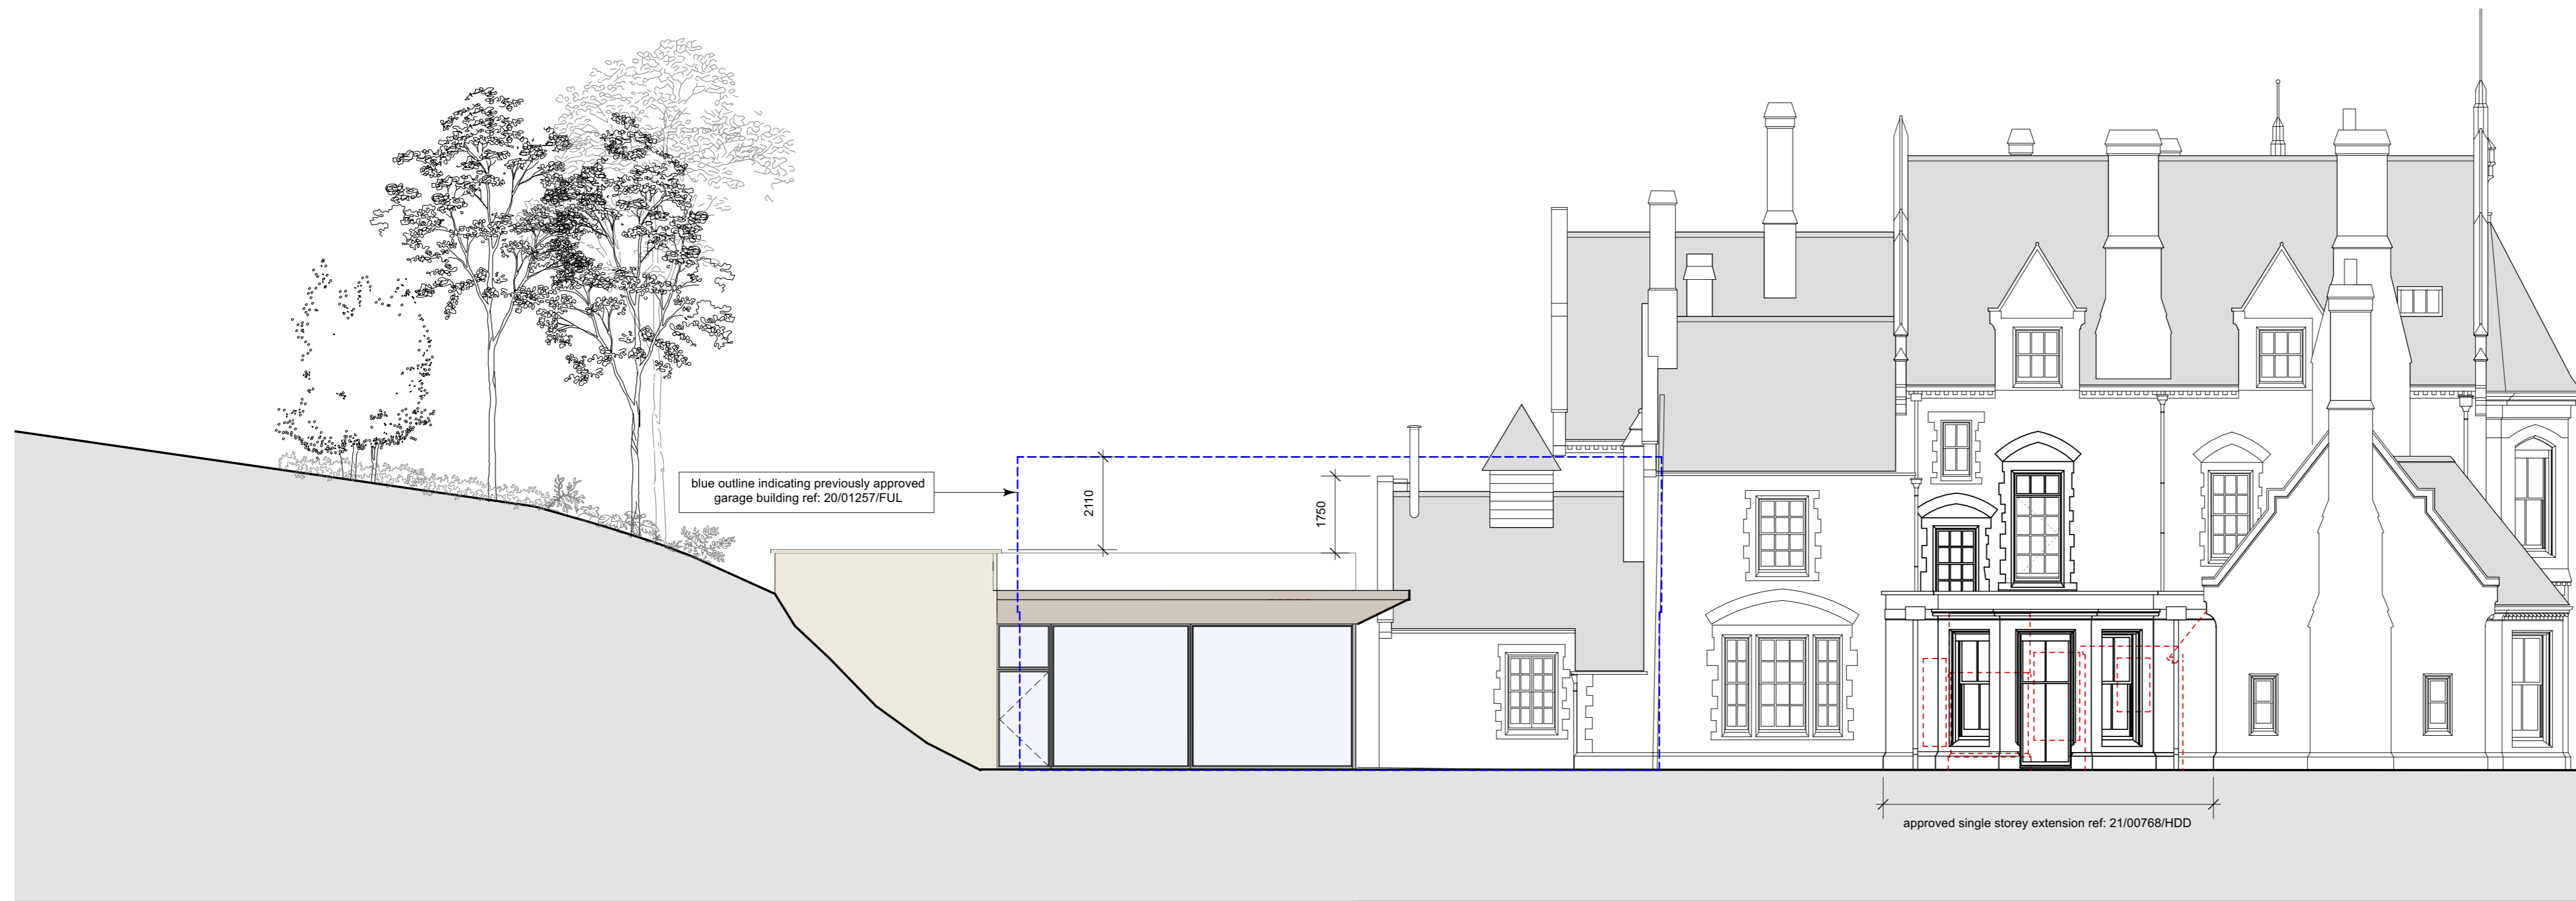 blue outline indicating previously approved
garage building ref: 20/01257/FUL
2110
1750
approved single storey extension ref: 21/00768/HDD